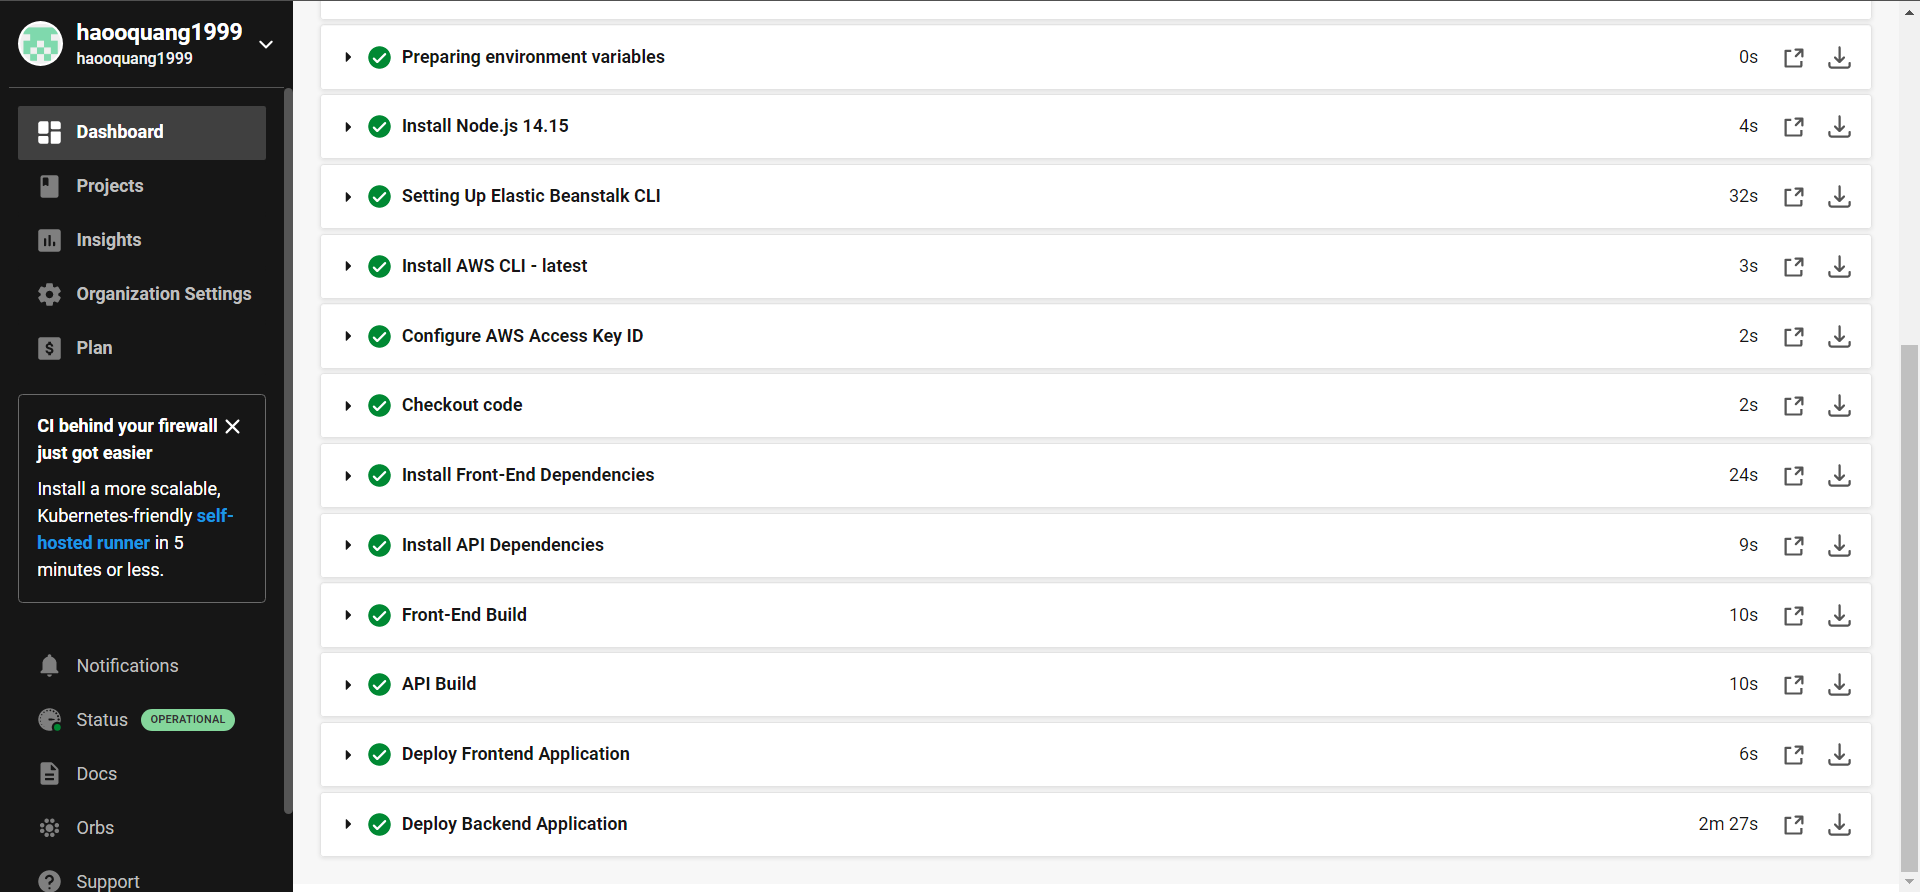 haooquang1999
haooquang1999
Dashboard
Projects
Insights
Organization Settings
Plan
CI behind your firewall
just got easier
Install a more scalable,
Kubernetes-friendly self-
hosted runner in 5
minutes or less.
Notifications
Status OPERATIONAL
Docs
Orbs
Support
Preparing environment variables 0s
Install Node.js 14.15 4s
Setting Up Elastic Beanstalk CLI 32s
Install AWS CLI - latest 3s
Configure AWS Access Key ID 2s
Checkout code 2s
Install Front-End Dependencies 24s
Install API Dependencies 9s
Front-End Build 10s
API Build 10s
Deploy Frontend Application 6s
Deploy Backend Application 2m 27s